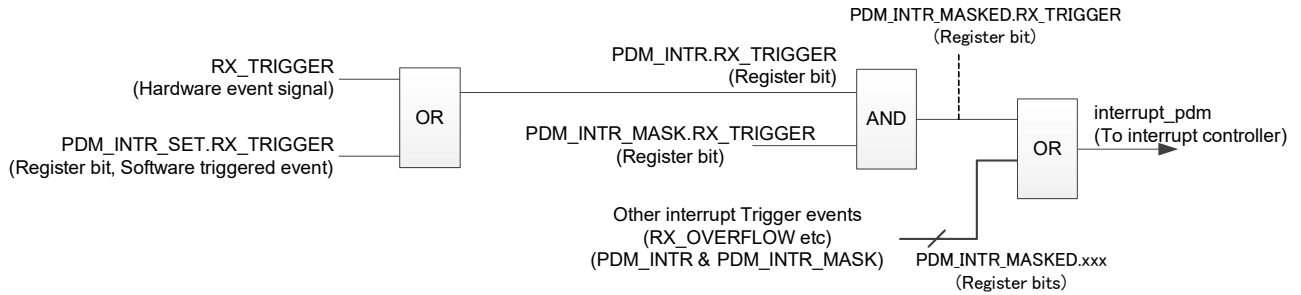 PDM_INTR_MASKED.RX_TRIGGER
(Register bit)
RX_TRIGGER
(Hardware event signal)
PDM_INTR.RX_TRIGGER
(Register bit)
OR
AND
interrupt_pdm
(To interrupt controller)
PDM_INTR_SET.RX_TRIGGER
(Register bit, Software triggered event)
PDM_INTR_MASK.RX_TRIGGER
(Register bit)
OR
Other interrupt Trigger events
(RX_OVERFLOW etc)
(PDM_INTR & PDM_INTR_MASK)
PDM_INTR_MASKED.xxx
(Register bits)